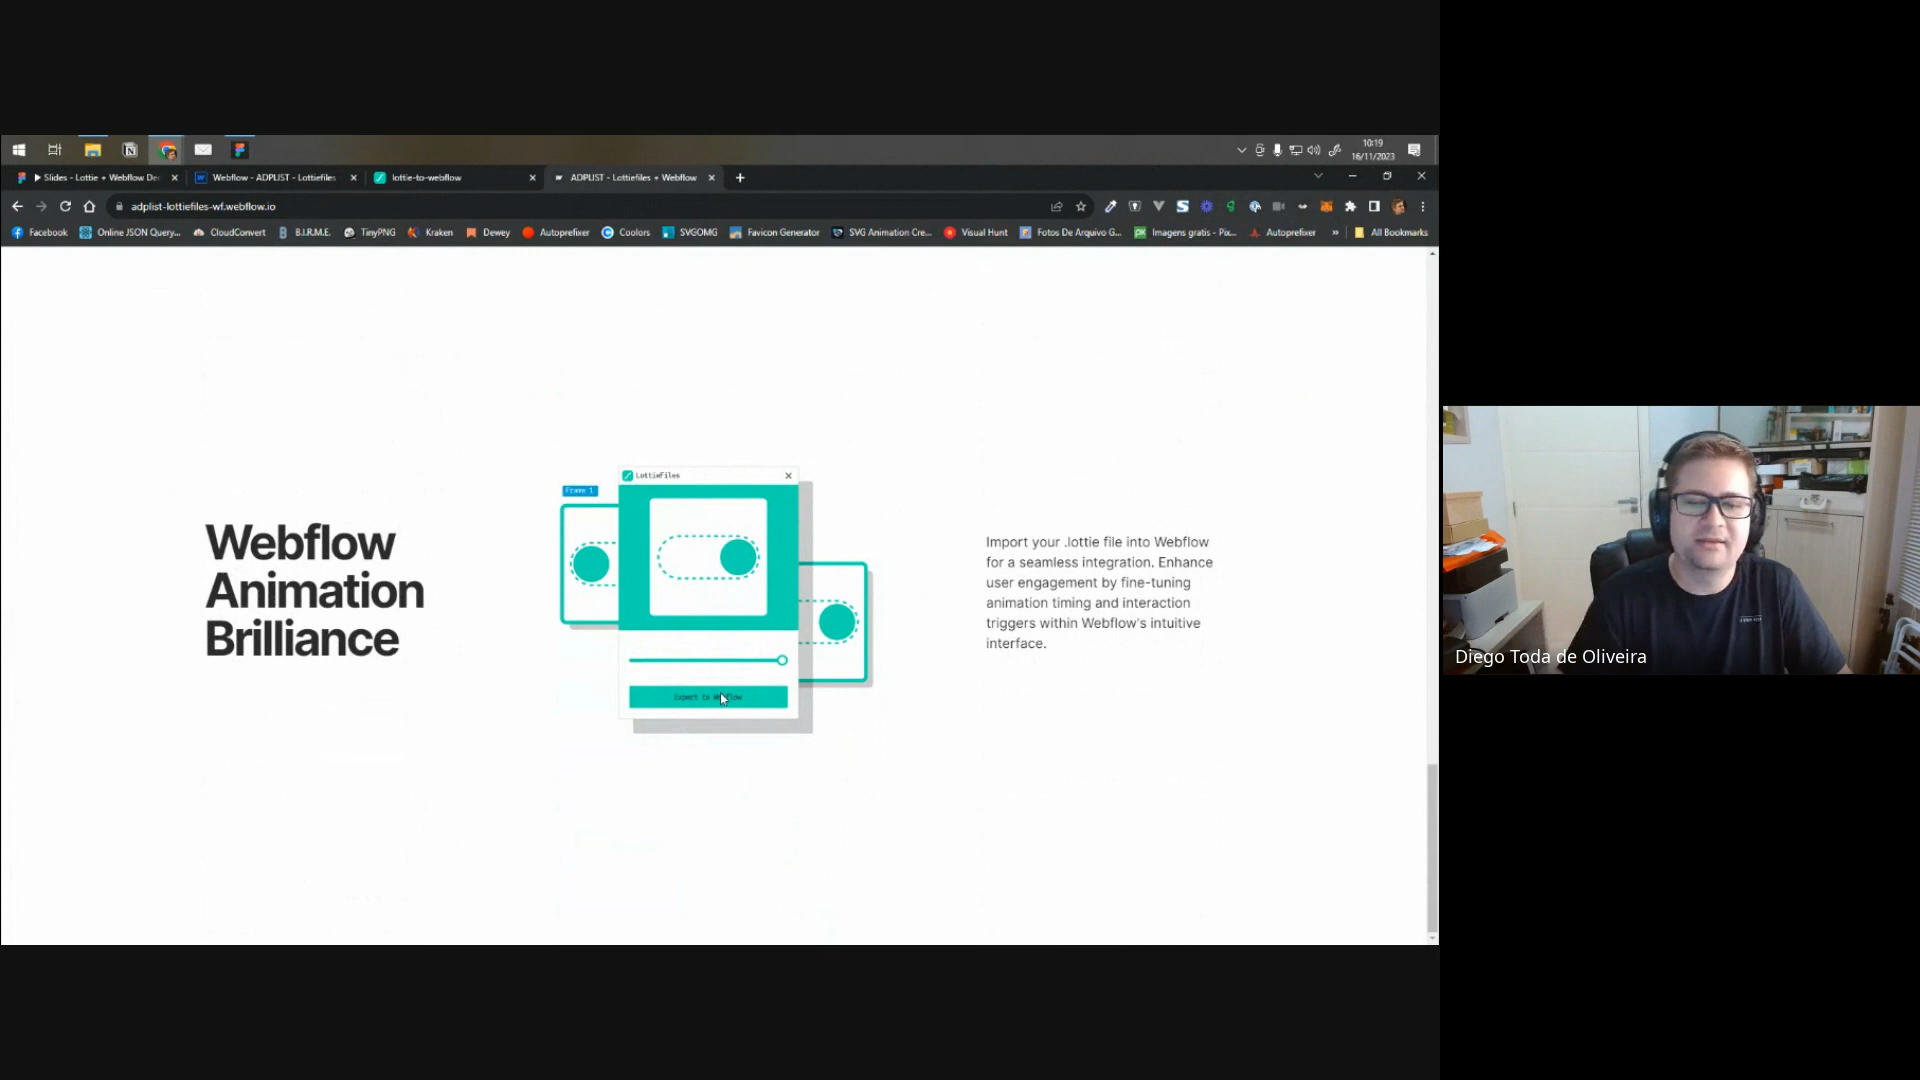 10:19
16/11/2023
Slides - Lottie + Webflow De
Webflow - ADPLIST - Lottiefiles
lottie-to-webflow
ADPLIST - Lottiefiles + Webflow
adplist-lottiefiles-wf.webflow.io
Facebook
Online JSON Query...
CloudConvert
B.I.R.M.E.
TinyPNG
Kraken
Dewey
Autoprefixer
Coolors
SVGOMG
Favicon Generator
SVG Animation Cre...
Visual Hunt
Fotos De Arquivo G...
Imagens gratis - Pix...
Autoprefixer
»
All Bookmarks
Webflow
Animation
Brilliance
LottieFiles
Frame 1
Export to Webflow
Import your .lottie file into Webflow
for a seamless integration. Enhance
user engagement by fine-tuning
animation timing and interaction
triggers within Webflow's intuitive
interface.
Diego Toda de Oliveira